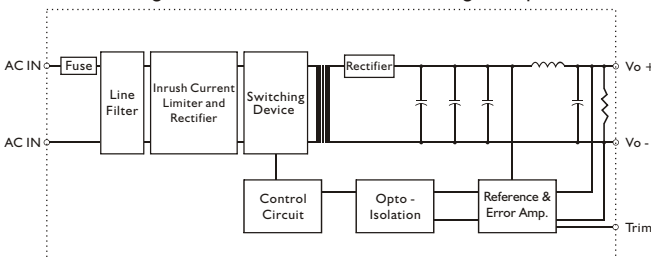 AC IN
Fuse
Line
Filter
Inrush Current
Limiter and
Rectifier
Switching
Device
Rectifier
Vo +
AC IN
Vo -
Control
Circuit
Opto -
Isolation
Reference &
Error Amp.
Trim